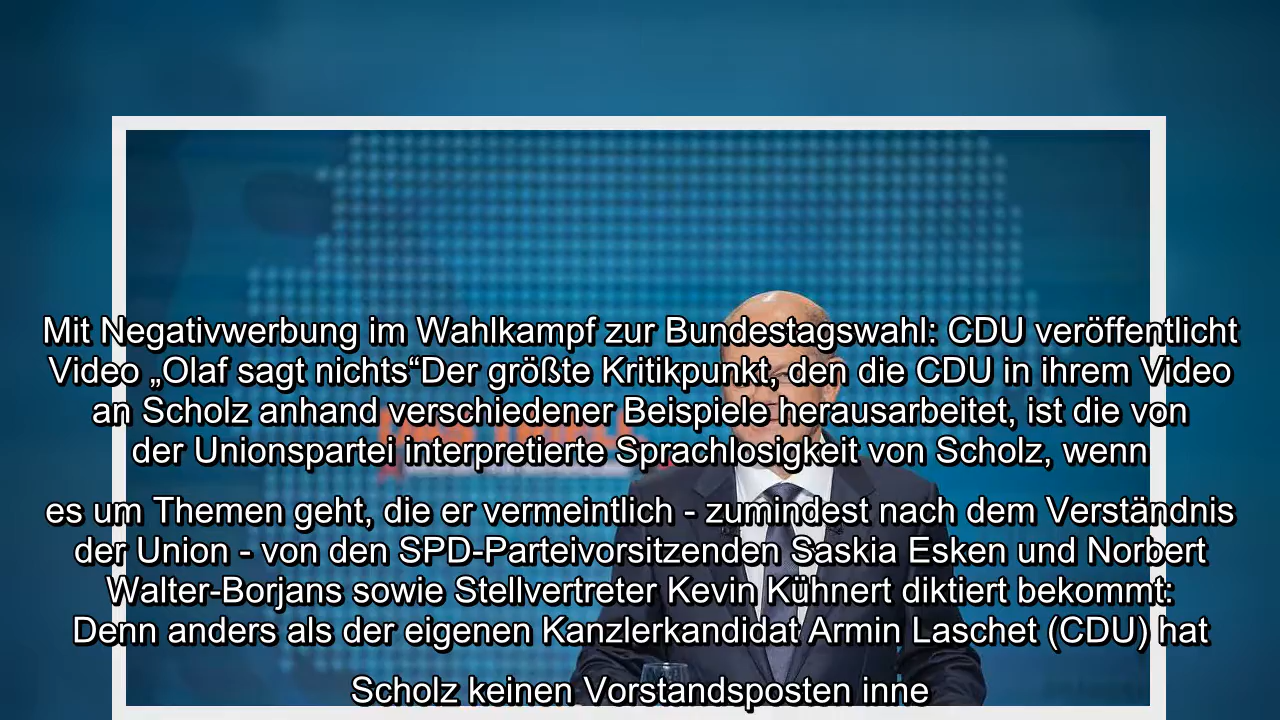 Mit Negativwerbung im Wahlkampf zur Bundestagswahl: CDU veröffentlicht
Video „Olaf sagt nichts“Der größte Kritikpunkt, den die CDU in ihrem Video
an Scholz anhand verschiedener Beispiele herausarbeitet, ist die von
der Unionspartei interpretierte Sprachlosigkeit von Scholz, wenn
es um Themen geht, die er vermeintlich - zumindest nach dem Verständnis
der Union - von den SPD-Parteivorsitzenden Saskia Esken und Norbert
Walter-Borjans sowie Stellvertreter Kevin Kühnert diktiert bekommt:
Denn anders als der eigenen Kanzlerkandidat Armin Laschet (CDU) hat
Scholz keinen Vorstandsposten inne